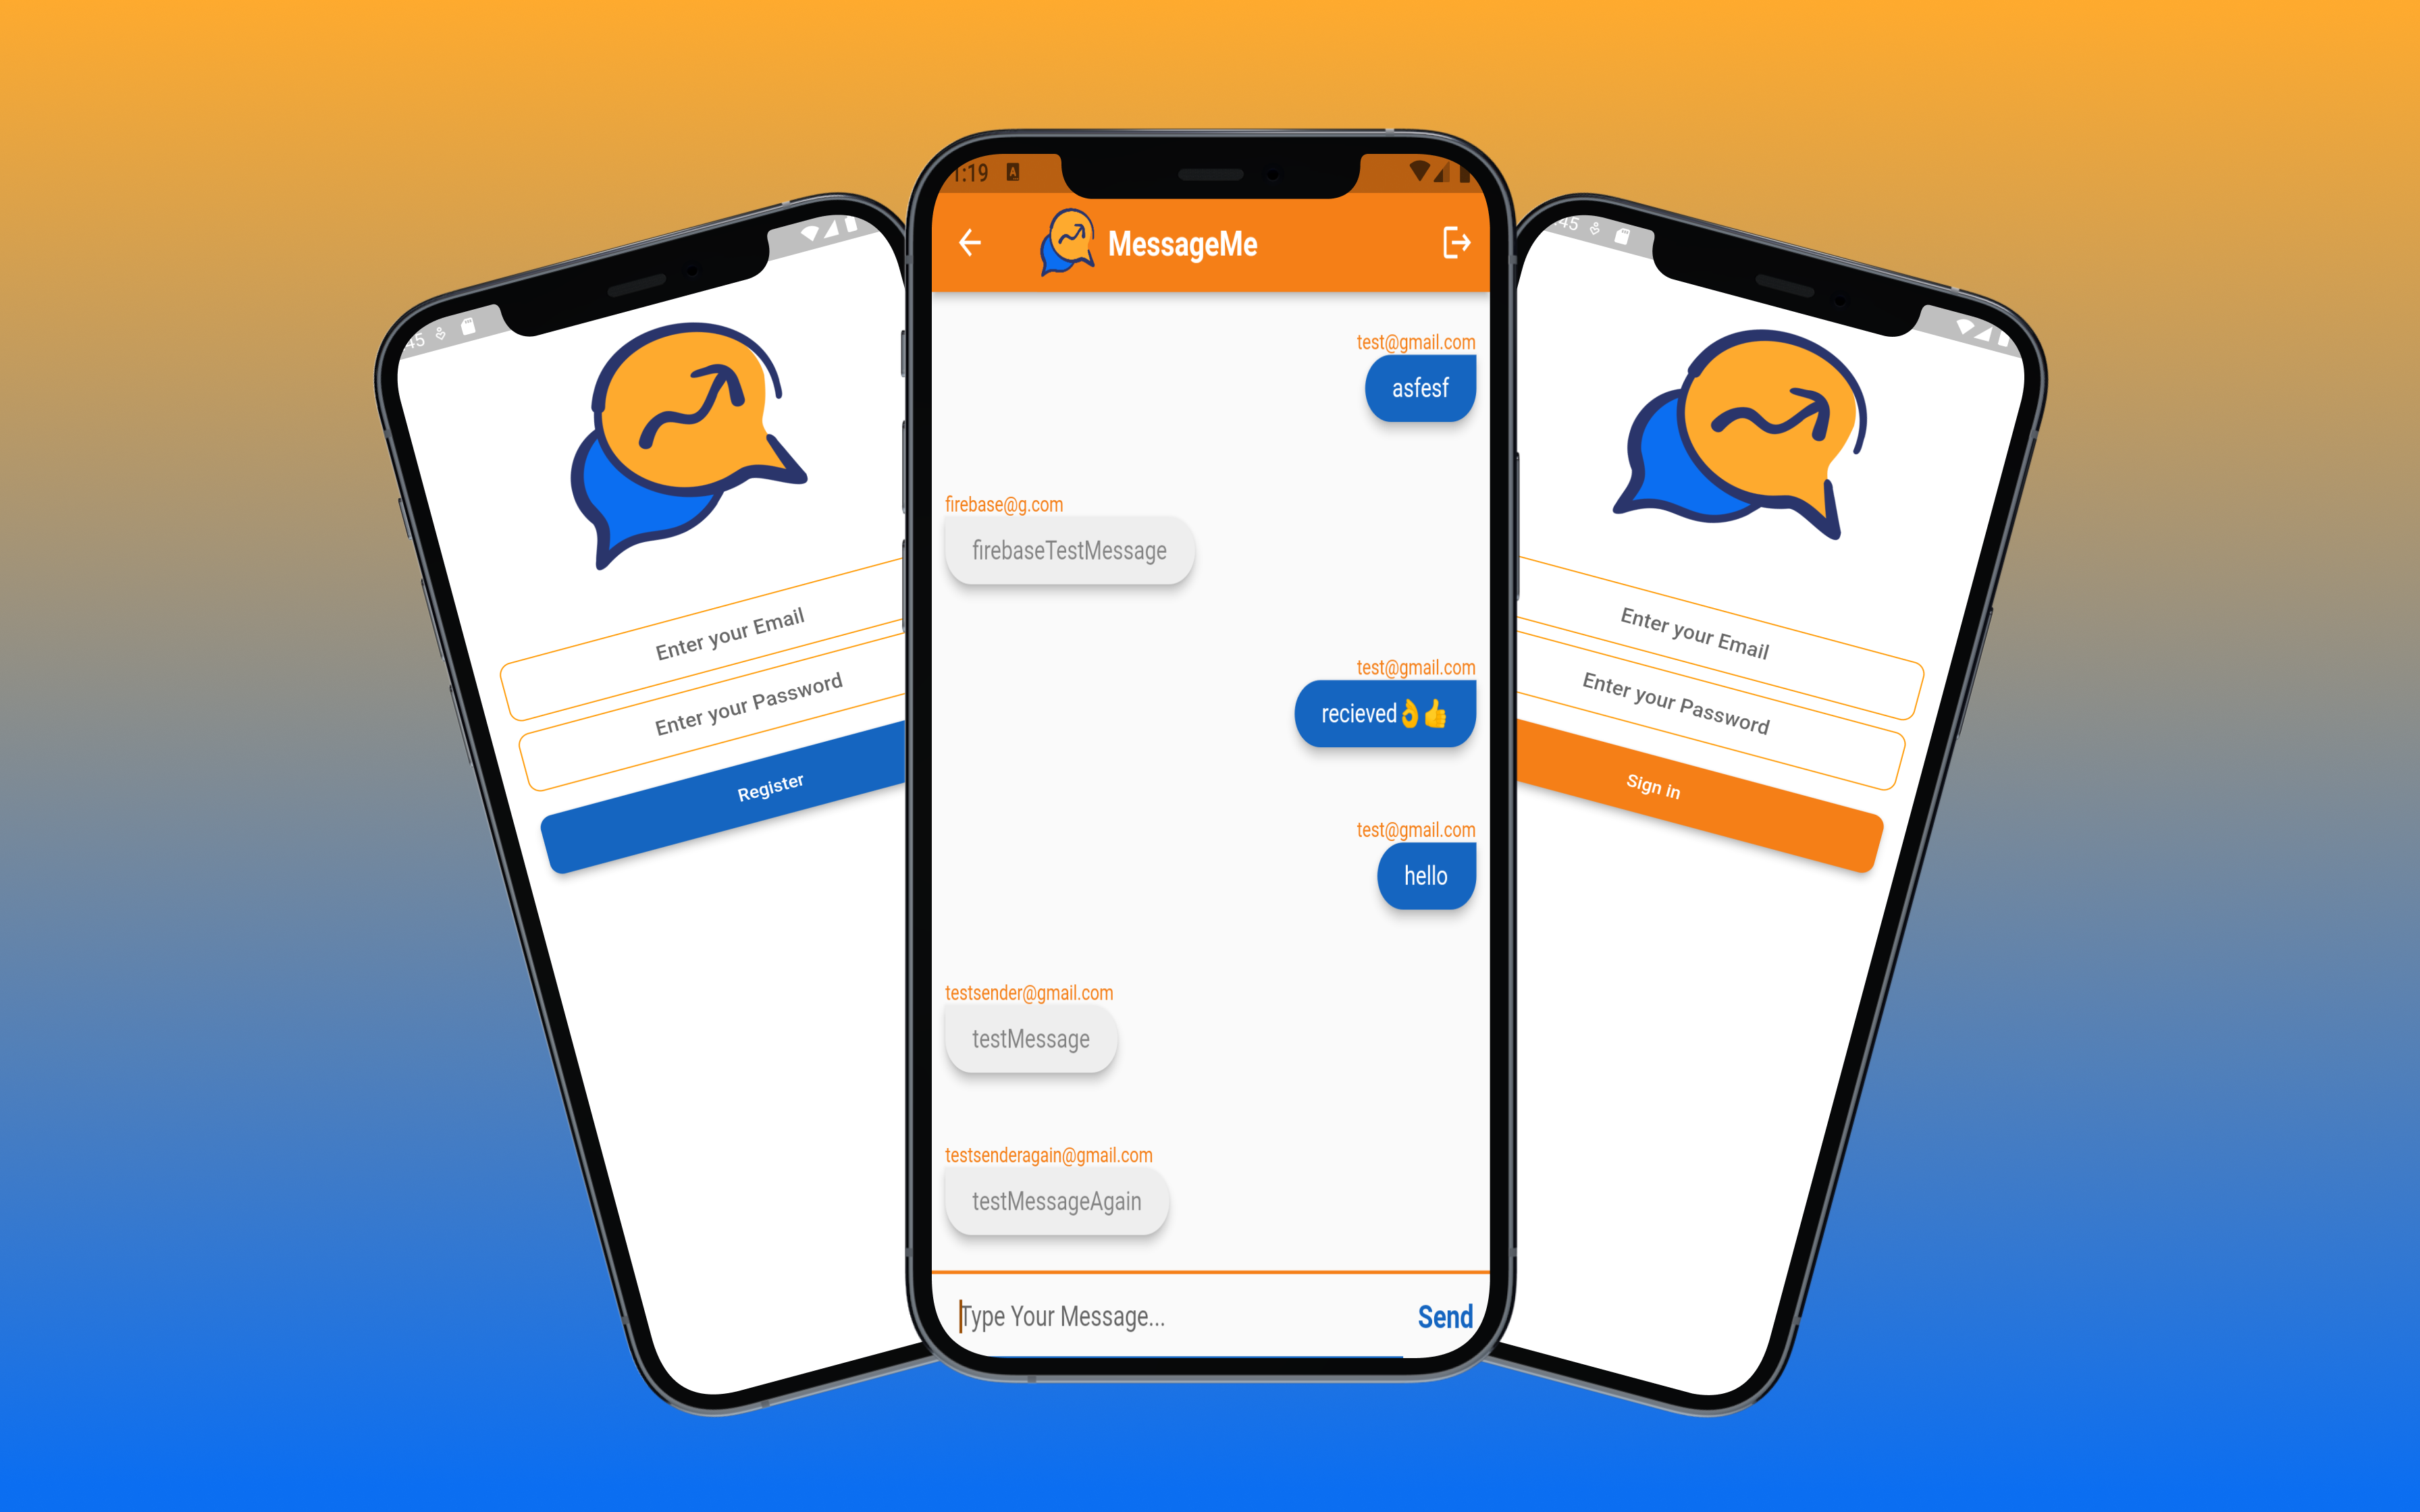 45
Enter your Email
Enter your Password
Register
1:19
MessageMe
test@gmail.com
asfesf
firebase@g.com
firebaseTestMessage
test@gmail.com
recieved👌👍
test@gmail.com
hello
testsender@gmail.com
testMessage
testsenderagain@gmail.com
testMessageAgain
Type Your Message...
Send
45
Enter your Email
Enter your Password
Sign in